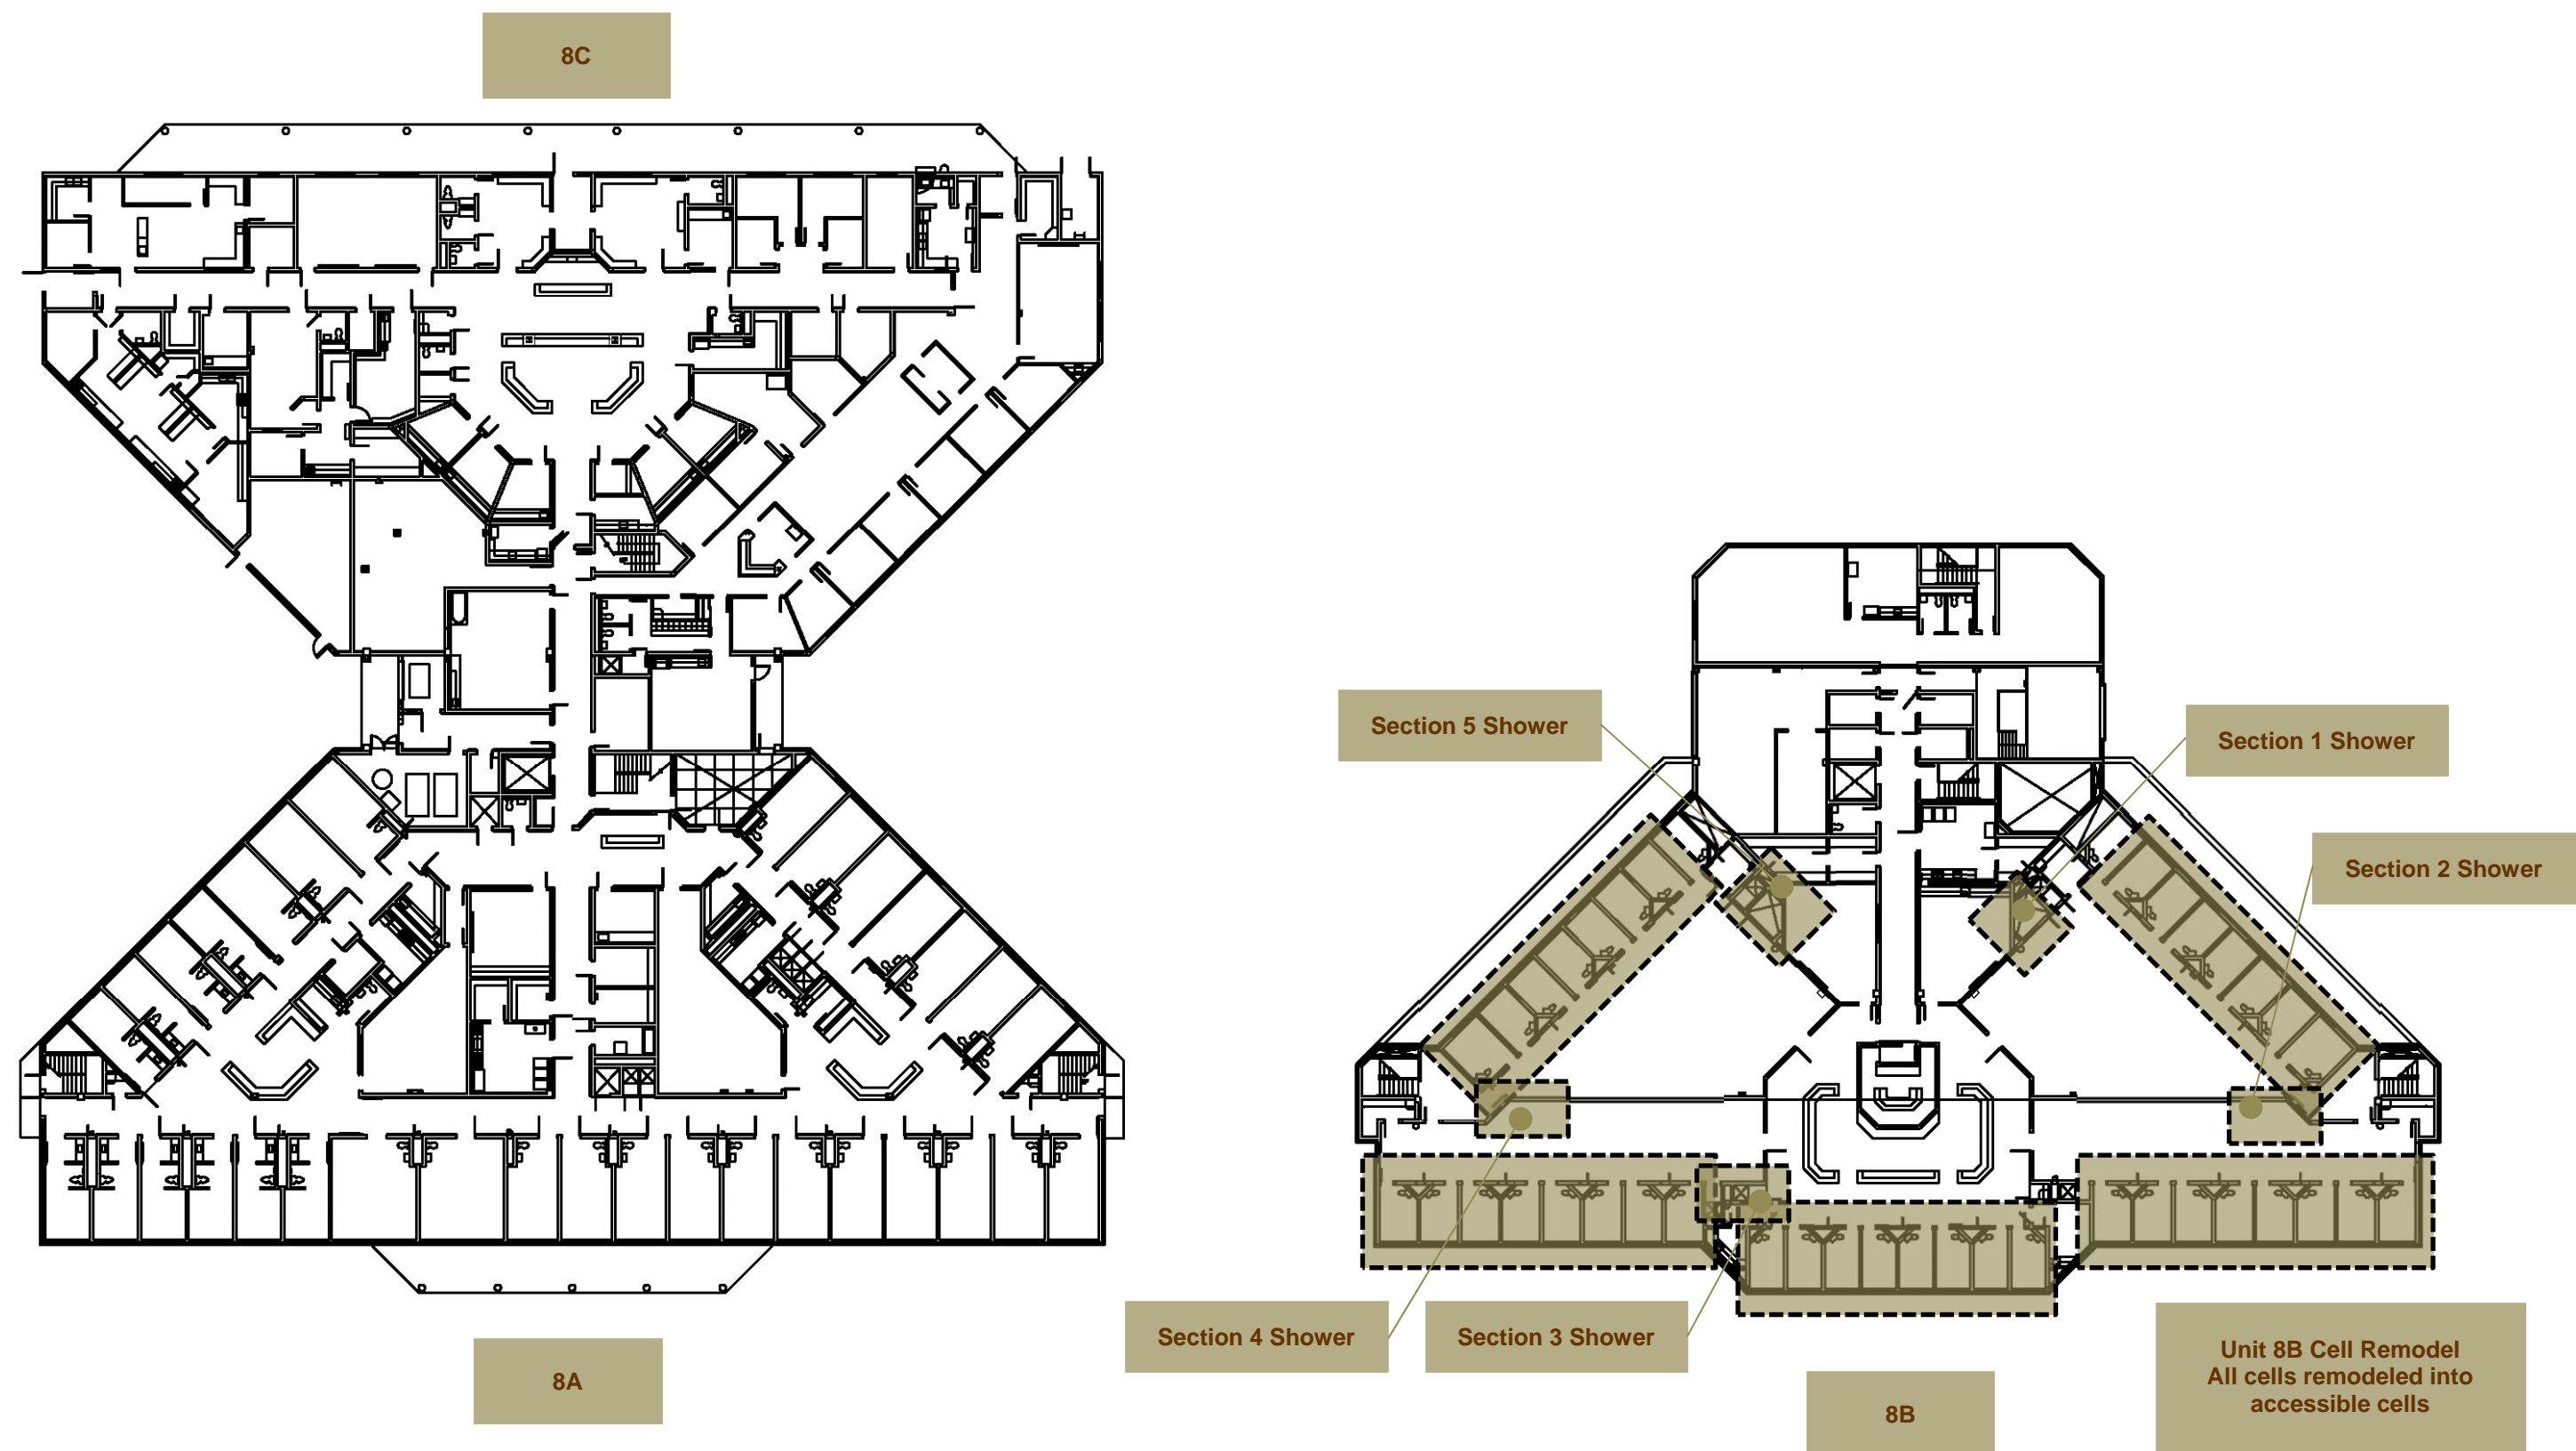 8C
Section 5 Shower
Section 1 Shower
Section 2 Shower
Section 4 Shower
Section 3 Shower
Unit 8B Cell Remodel
All cells remodeled into
accessible cells
8A
8B